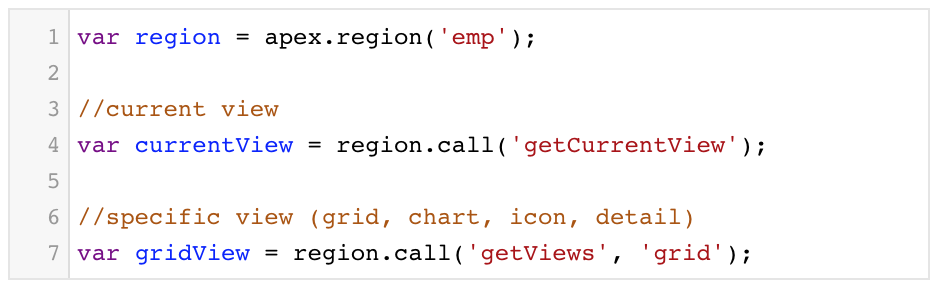 1 var region = apex.region('emp');
2
3 //current view
4 var currentView = region.call('getCurrentView');
5
6 //specific view (grid, chart, icon, detail)
7 var gridView = region.call('getViews', 'grid');